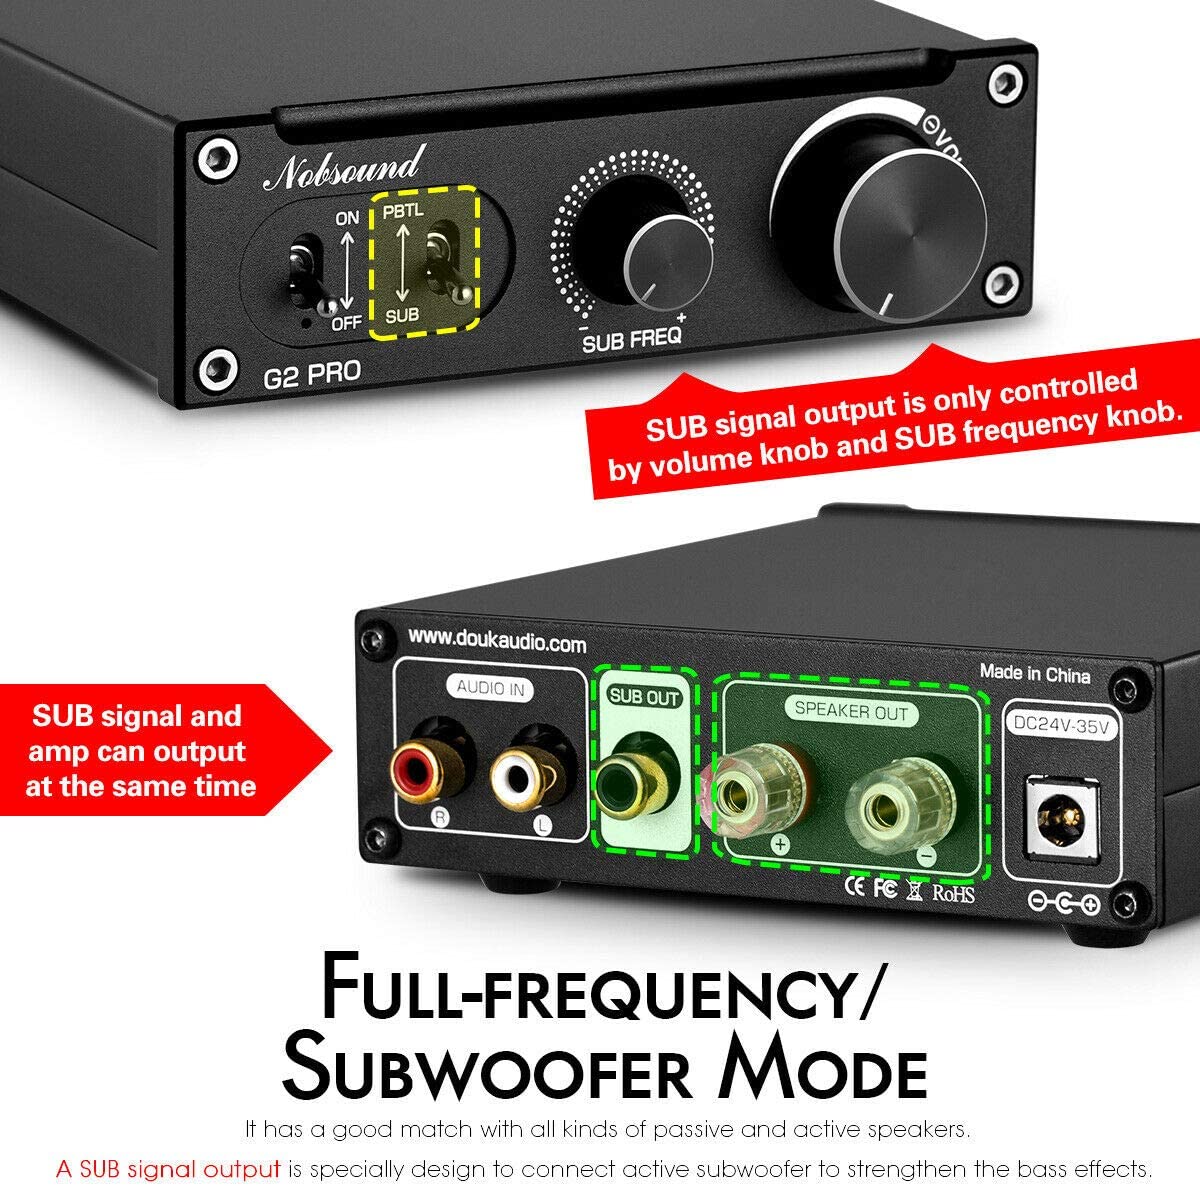 Nobsound
ON
PBTL
OFF
SUB
G2 PRO
- +
SUB FREQ
SUB signal output is only controlled
by volume knob and SUB frequency knob.
www.doukaudio.com
Made in China
AUDIO IN
SUB OUT
SPEAKER OUT
DC24V-35V
R
L
+
-
CE FC RoHS
- C +
SUB signal and
amp can output
at the same time
FULL-FREQUENCY/
SUBWOOFER MODE
It has a good match with all kinds of passive and active speakers.
A SUB signal output is specially design to connect active subwoofer to strengthen the bass effects.